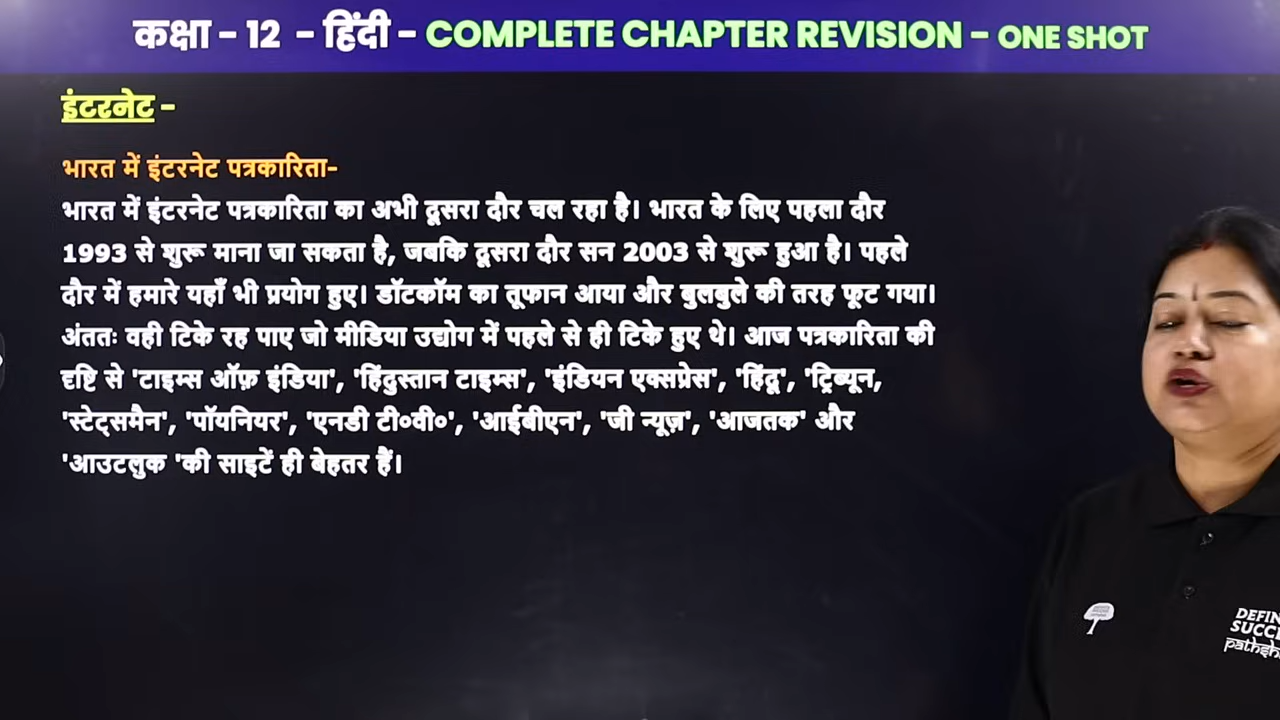 कक्षा - 12 - हिंदी - COMPLETE CHAPTER REVISION - ONE SHOT
इंटरनेट -
भारत में इंटरनेट पत्रकारिता-
भारत में इंटरनेट पत्रकारिता का अभी दूसरा दौर चल रहा है। भारत के लिए पहला दौर
1993 से शुरू माना जा सकता है, जबकि दूसरा दौर सन 2003 से शुरू हुआ है। पहले
दौर में हमारे यहाँ भी प्रयोग हुए। डॉटकॉम का तूफान आया और बुलबुले की तरह फूट गया।
अंततः वही टिके रह पाए जो मीडिया उद्योग में पहले से ही टिके हुए थे। आज पत्रकारिता की
दृष्टि से 'टाइम्स ऑफ़ इंडिया', 'हिंदुस्तान टाइम्स', 'इंडियन एक्सप्रेस', 'हिंदू', 'ट्रिब्यून,
'स्टेट्समैन', 'पॉयनियर', 'एनडी टी०वी०', 'आईबीएन', 'जी न्यूज़', 'आजतक' और
'आउटलुक 'की साइटें ही बेहतर हैं।
DEFIN
SUCCE
pathsh